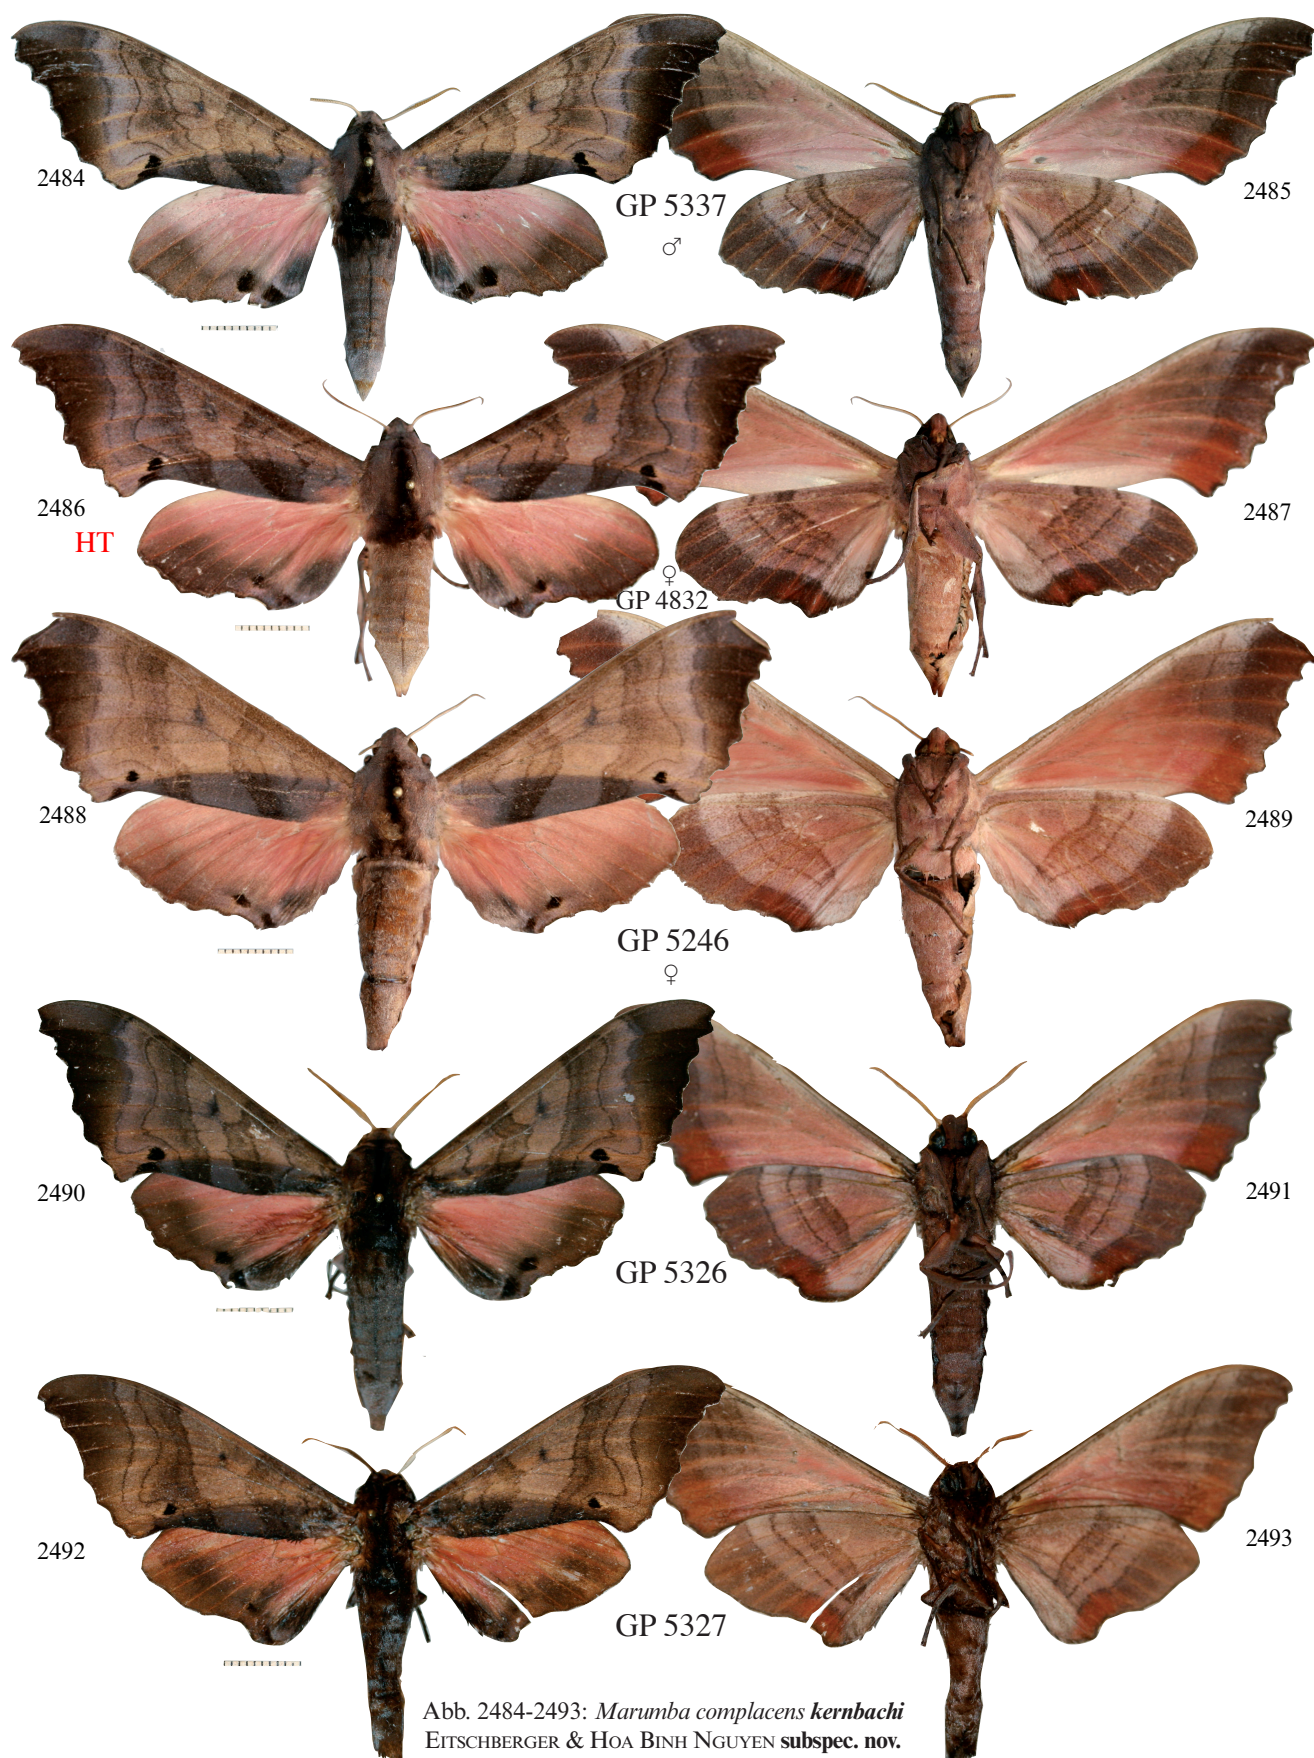 2484
GP 5337
♂
2485
2486
HT
♀
GP 4832
2487
2488
GP 5246
♀
2489
2490
GP 5326
2491
2492
GP 5327
2493
Abb. 2484-2493: Marumba complacens kernbachi
EITSCHBERGER & HOA BINH NGUYEN subspec. nov.